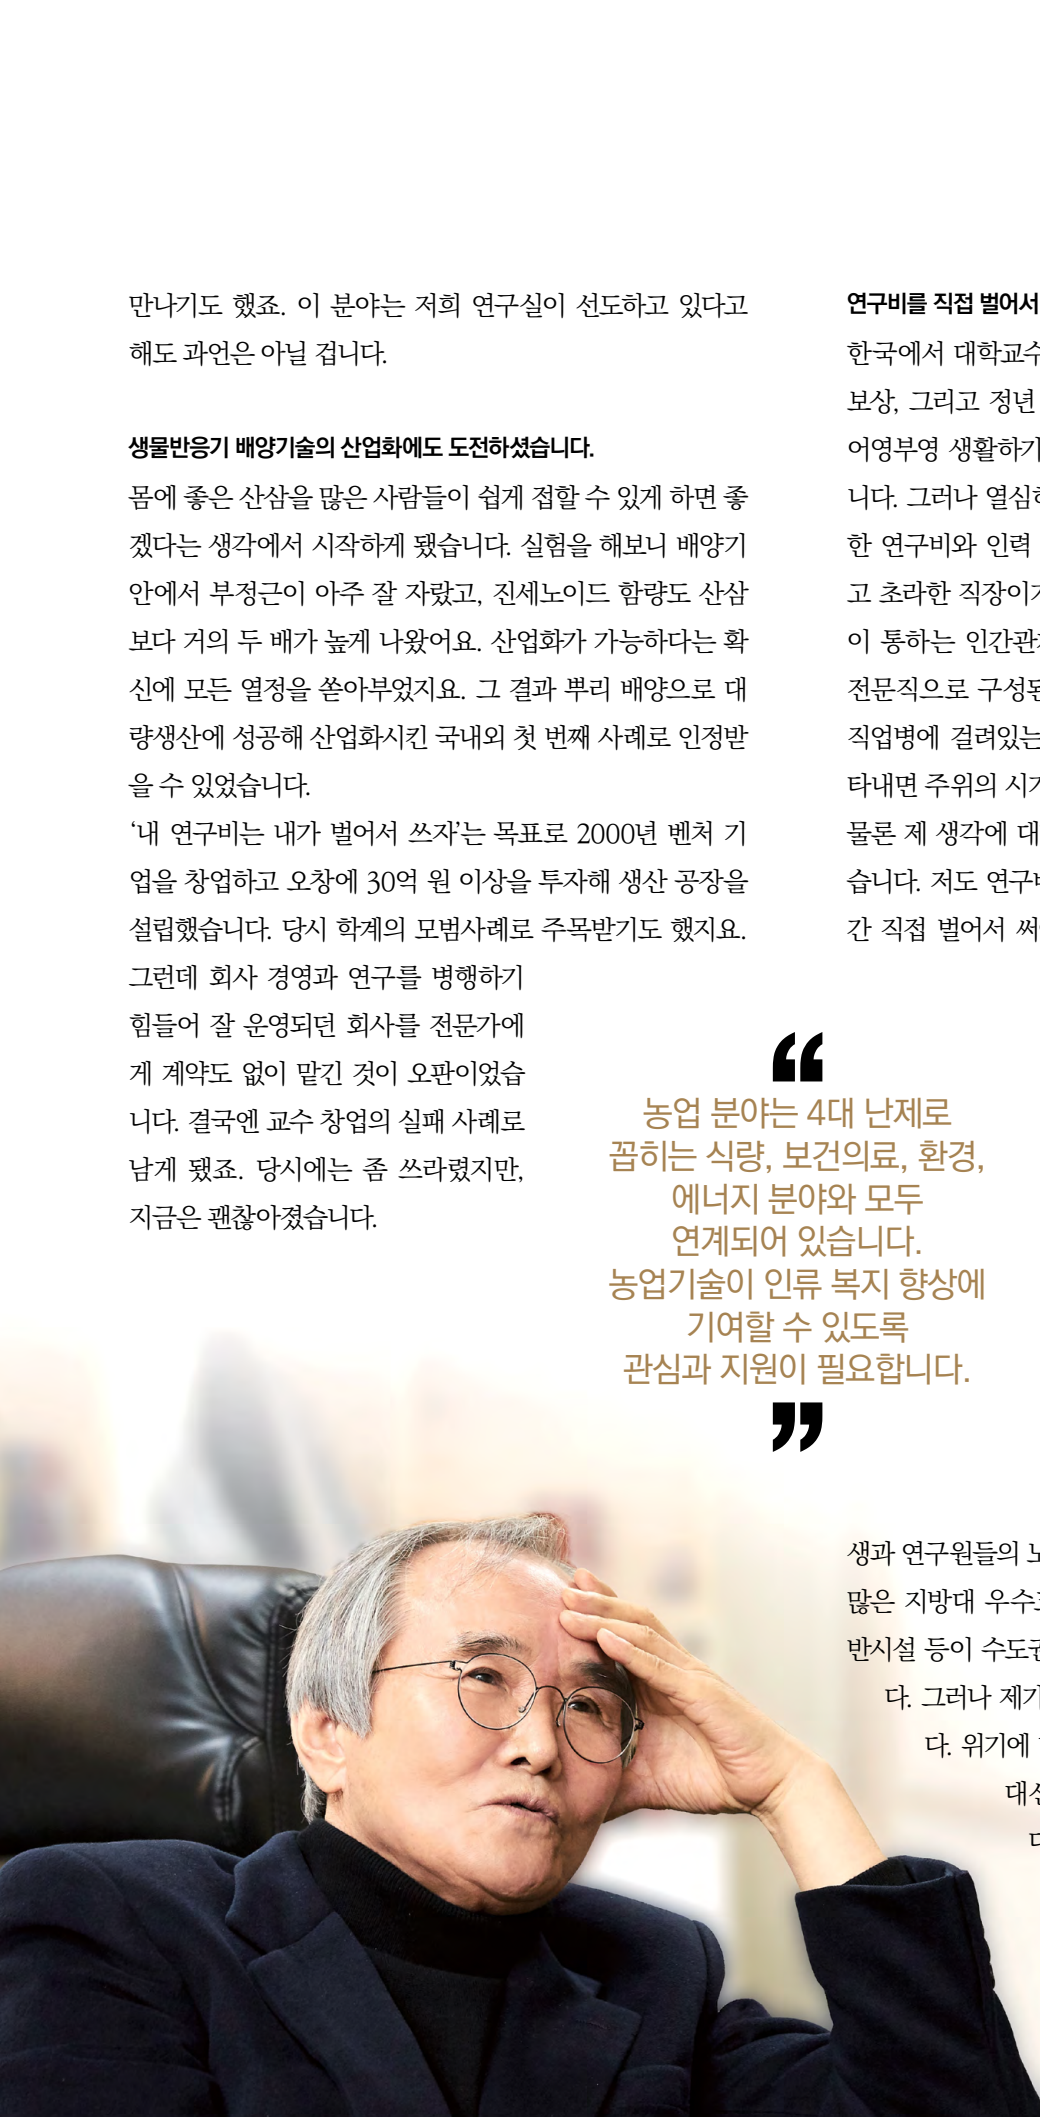 만나기도 했죠. 이 분야는 저희 연구실이 선도하고 있다고
해도 과언은 아닐 겁니다.
생물반응기 배양기술의 산업화에도 도전하셨습니다.
몸에 좋은 산삼을 많은 사람들이 쉽게 접할 수 있게 하면 좋
겠다는 생각에서 시작하게 됐습니다. 실험을 해보니 배양기
안에서 부정근이 아주 잘 자랐고, 진세노이드 함량도 산삼
보다 거의 두 배가 높게 나왔어요. 산업화가 가능하다는 확
신에 모든 열정을 쏟아부었지요. 그 결과 뿌리 배양으로 대
량생산에 성공해 산업화시킨 국내외 첫 번째 사례로 인정받
을 수 있었습니다.
‘내 연구비는 내가 벌어서 쓰자’는 목표로 2000년 벤처 기
업을 창업하고 오창에 30억 원 이상을 투자해 생산 공장을
설립했습니다. 당시 학계의 모범사례로 주목받기도 했지요.
그런데 회사 경영과 연구를 병행하기
힘들어 잘 운영되던 회사를 전문가에
게 계약도 없이 맡긴 것이 오판이었습
니다. 결국엔 교수 창업의 실패 사례로
남게 됐죠. 당시에는 좀 쓰라렸지만,
지금은 괜찮아졌습니다.
“
농업 분야는 4대 난제로
꼽히는 식량, 보건의료, 환경,
에너지 분야와 모두
연계되어 있습니다.
농업기술이 인류 복지 향상에
기여할 수 있도록
관심과 지원이 필요합니다.
”
연구비를 직접 벌어서
한국에서 대학교수
보상, 그리고 정년
어영부영 생활하기
니다. 그러나 열심히
한 연구비와 인력
고 초라한 직장이
이 통하는 인간관
전문직으로 구성된
직업병에 걸려있는
타내면 주위의 시
물론 제 생각에 대
습니다. 저도 연구
간 직접 벌어서 써
생과 연구원들의
많은 지방대 우수
반시설 등이 수도권
다. 그러나 제가
다. 위기에
대신